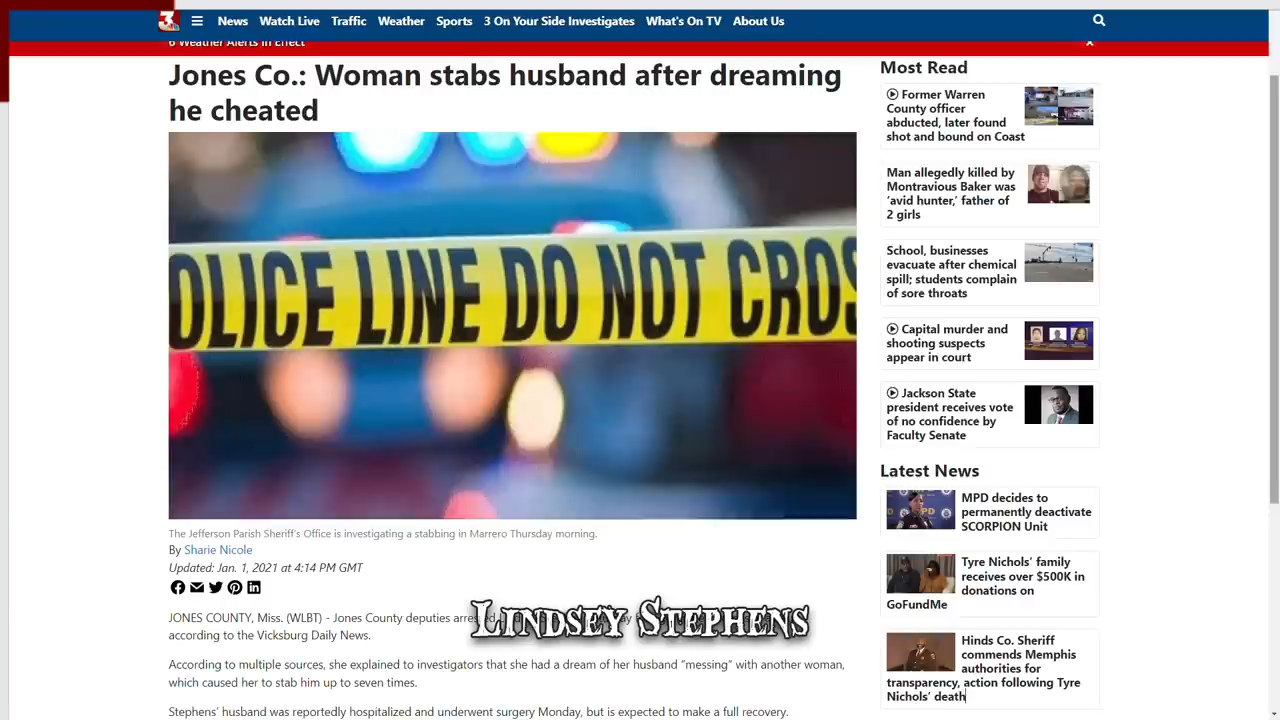 3
News
Watch Live
Traffic
Weather
Sports
3 On Your Side Investigates
What's On TV
About Us
6 Weather Alerts In Effect
Jones Co.: Woman stabs husband after dreaming
he cheated
OLICE LINE DO NOT CROS
The Jefferson Parish Sheriff's Office is investigating a stabbing in Marrero Thursday morning.
By Sharie Nicole
Updated: Jan. 1, 2021 at 4:14 PM GMT
JONES COUNTY, Miss. (WLBT) - Jones County deputies
Lindsey Stephens
according to the Vicksburg Daily News.
According to multiple sources, she explained to investigators that she had a dream of her husband "messing" with another woman,
which caused her to stab him up to seven times.
Stephens' husband was reportedly hospitalized and underwent surgery Monday, but is expected to make a full recovery.
Most Read
Former Warren
County officer
abducted, later found
shot and bound on Coast
Man allegedly killed by
Montravious Baker was
'avid hunter,' father of
2 girls
School, businesses
evacuate after chemical
spill; students complain
of sore throats
Capital murder and
shooting suspects
appear in court
Jackson State
president receives vote
of no confidence by
Faculty Senate
Latest News
MPD decides to
permanently deactivate
SCORPION Unit
Tyre Nichols' family
receives over $500K in
donations on
GoFundMe
Hinds Co. Sheriff
commends Memphis
authorities for
transparency, action following Tyre
Nichols' death